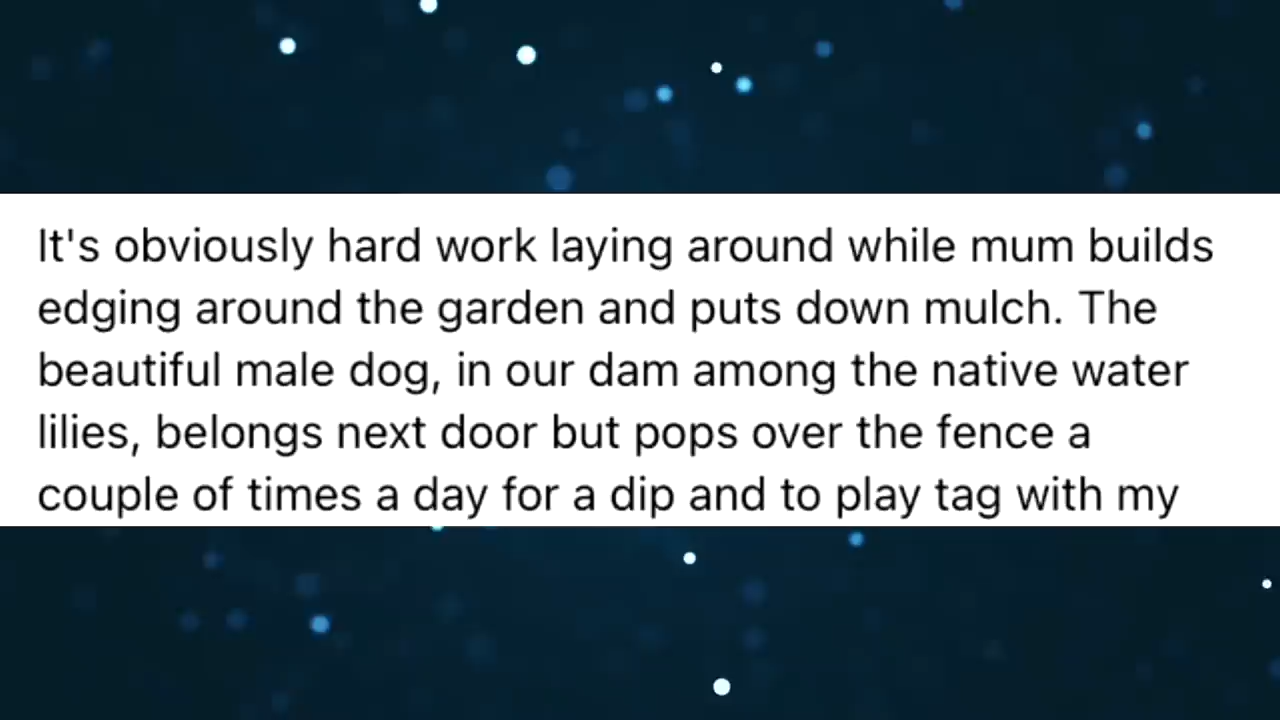 It's obviously hard work laying around while mum builds
edging around the garden and puts down mulch. The
beautiful male dog, in our dam among the native water
lilies, belongs next door but pops over the fence a
couple of times a day for a dip and to play tag with my